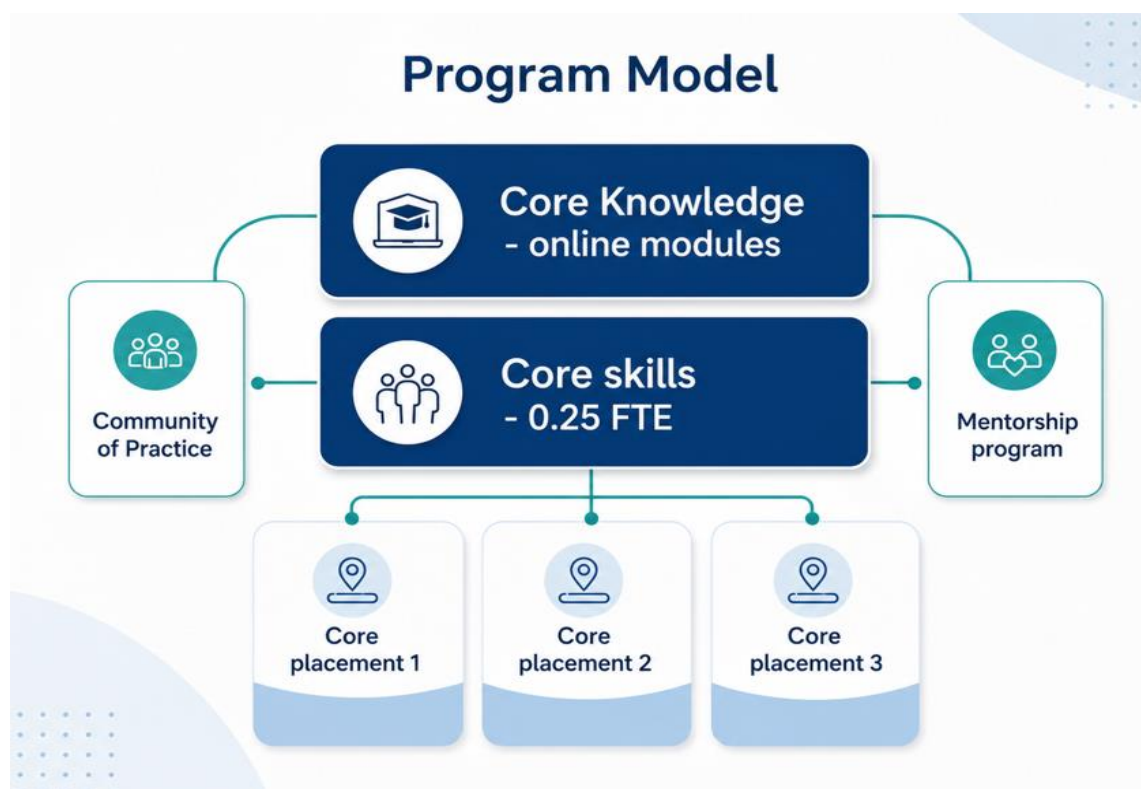 Program Model
Core Knowledge
- online modules
Community
of Practice
Core skills
- 0.25 FTE
Mentorship
program
Core
placement 1
Core
placement 2
Core
placement 3